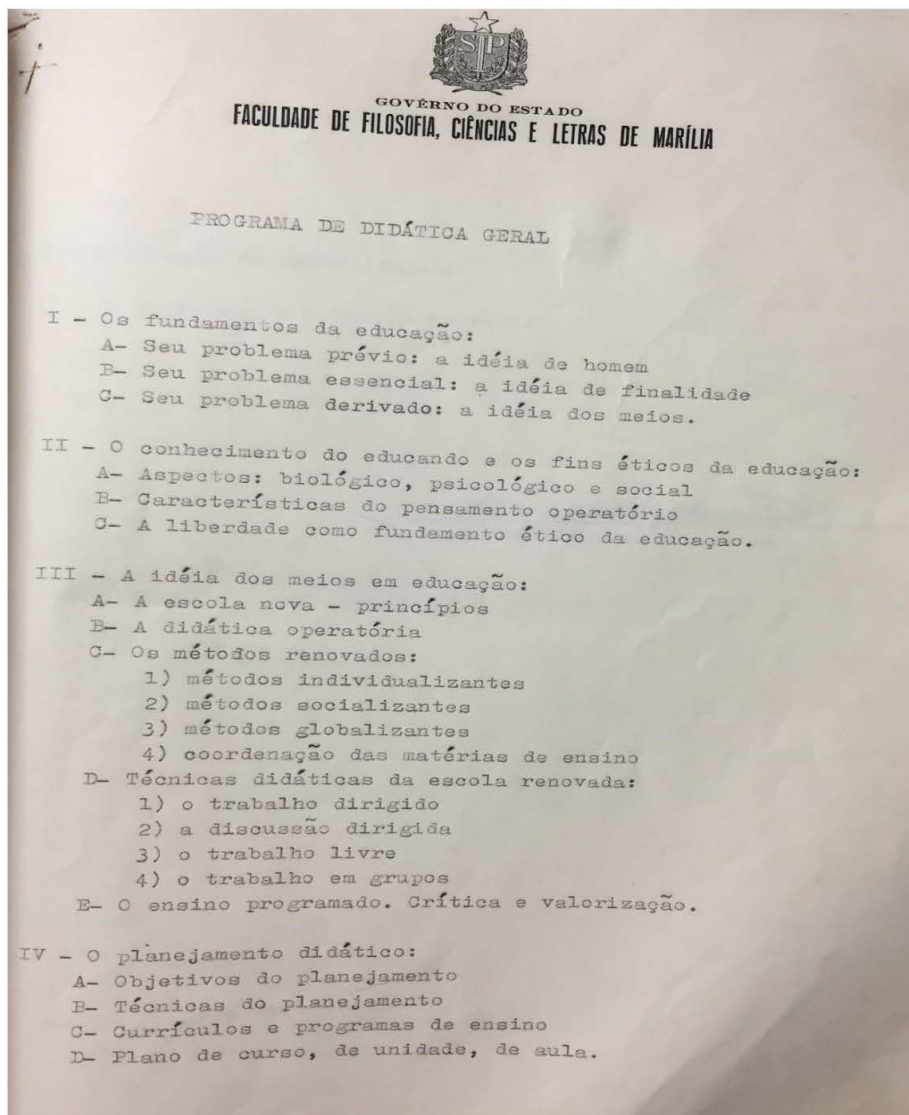 SP
GOVÊRNO DO ESTADO
FACULDADE DE FILOSOFIA, CIÊNCIAS E LETRAS DE MARÍLIA
PROGRAMA DE DIDÁTICA GERAL
I - Os fundamentos da educação:
A- Seu problema prévio: a idéia de homem
B- Seu problema essencial: a idéia de finalidade
C- Seu problema derivado: a idéia dos meios.
II - O conhecimento do educando e os fins éticos da educação:
A- Aspectos: biológico, psicológico e social
B- Características do pensamento operatório
C- A liberdade como fundamento ético da educação.
III - A idéia dos meios em educação:
A- A escola nova - princípios
B- A didática operatória
C- Os métodos renovados:
1) métodos individualizantes
2) métodos socializantes
3) métodos globalizantes
4) coordenação das matérias de ensino
D- Técnicas didáticas da escola renovada:
1) o trabalho dirigido
2) a discussão dirigida
3) o trabalho livre
4) o trabalho em grupos
E- O ensino programado. Crítica e valorização.
IV - O planejamento didático:
A- Objetivos do planejamento
B- Técnicas do planejamento
C- Currículos e programas de ensino
D- Plano de curso, de unidade, de aula.